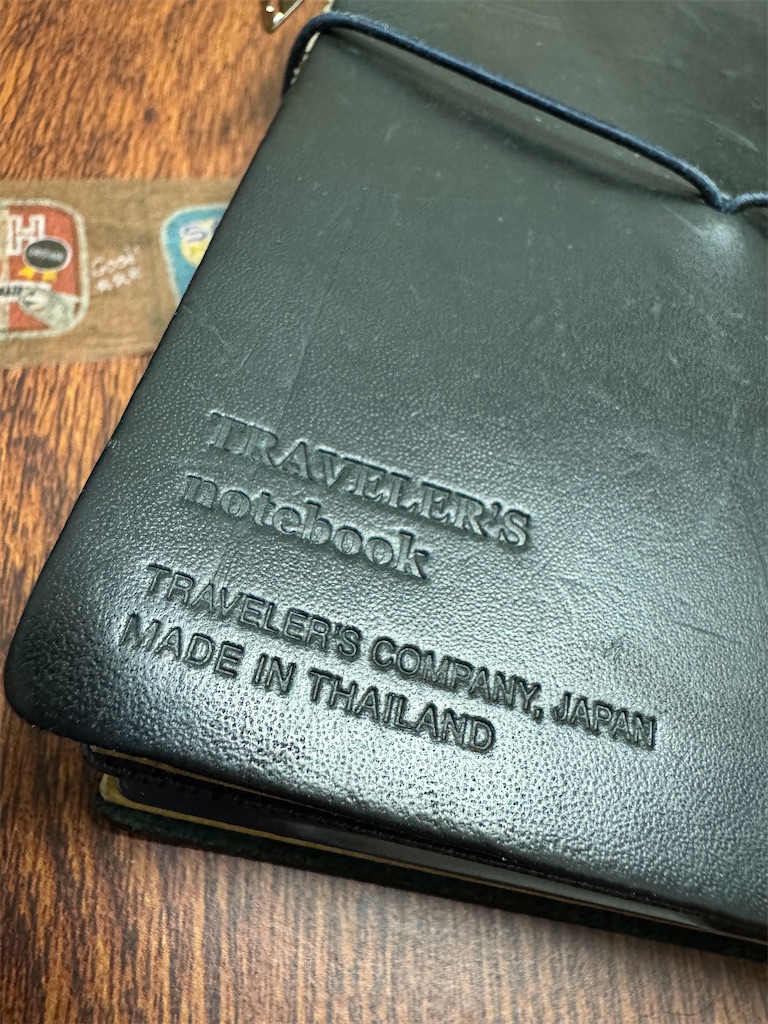 TRAVELER'S
notebook
TRAVELER'S COMPANY, JAPAN
MADE IN THAILAND
H